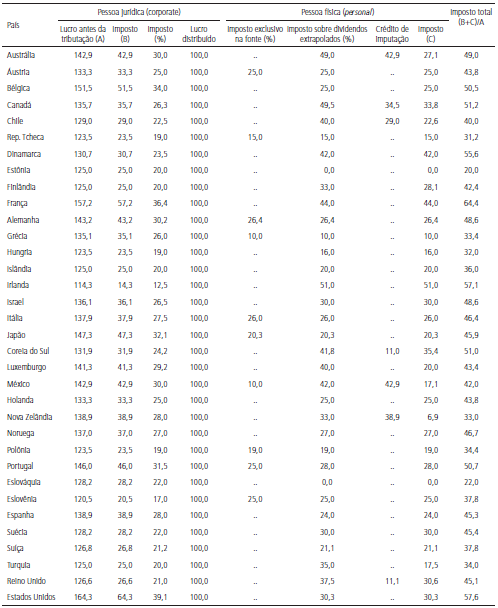 País Pessoa jurídica (corporate) Pessoa física (personal) Imposto total (B+C)/A
Lucro antes da tributação (A) Imposto (B) Imposto (%) Lucro distribuído Imposto exclusivo na fonte (%) Imposto sobre dividendos extrapolados (%) Crédito de imputação Imposto (C)
Austrália 142,9 42,9 30,0 100,0 .. 49,0 42,9 27,1 49,0
Áustria 133,3 33,3 25,0 100,0 25,0 25,0 .. 25,0 43,8
Bélgica 151,5 51,5 34,0 100,0 .. 25,0 .. 25,0 50,5
Canadá 135,7 35,7 26,3 100,0 .. 49,5 34,5 33,8 51,2
Chile 129,0 29,0 22,5 100,0 .. 40,0 29,0 22,6 40,0
Rep. Tcheca 123,5 23,5 19,0 100,0 15,0 15,0 .. 15,0 31,2
Dinamarca 130,7 30,7 23,5 100,0 .. 42,0 .. 42,0 55,6
Estônia 125,0 25,0 20,0 100,0 .. 0,0 .. 0,0 20,0
Finlândia 125,0 25,0 20,0 100,0 .. 33,0 .. 28,1 42,4
França 157,2 57,2 36,4 100,0 .. 44,0 .. 44,0 64,4
Alemanha 143,2 43,2 30,2 100,0 26,4 26,4 .. 26,4 48,6
Grécia 135,1 35,1 26,0 100,0 10,0 10,0 .. 10,0 33,4
Hungria 123,5 23,5 19,0 100,0 .. 16,0 .. 16,0 32,0
Islândia 125,0 25,0 20,0 100,0 .. 20,0 .. 20,0 36,0
Irlanda 114,3 14,3 12,5 100,0 .. 51,0 .. 51,0 57,1
Israel 136,1 36,1 26,5 100,0 .. 30,0 .. 30,0 48,6
Itália 137,9 37,9 27,5 100,0 26,0 26,0 .. 26,0 46,4
Japão 147,3 47,3 32,1 100,0 20,3 20,3 .. 20,3 45,9
Coreia do Sul 131,9 31,9 24,2 100,0 .. 41,8 11,0 35,4 51,0
Luxemburgo 141,3 41,3 29,2 100,0 .. 40,0 .. 20,0 43,4
México 142,9 42,9 30,0 100,0 10,0 42,0 42,9 17,1 42,0
Holanda 133,3 33,3 25,0 100,0 .. 25,0 .. 25,0 43,8
Nova Zelândia 138,9 38,9 28,0 100,0 .. 33,0 38,9 6,9 33,0
Noruega 137,0 37,0 27,0 100,0 .. 27,0 .. 27,0 46,7
Polônia 123,5 23,5 19,0 100,0 19,0 19,0 .. 19,0 34,4
Portugal 146,0 46,0 31,5 100,0 25,0 28,0 .. 28,0 50,7
Eslováquia 128,2 28,2 22,0 100,0 .. 0,0 .. 0,0 22,0
Eslovênia 120,5 20,5 17,0 100,0 25,0 25,0 .. 25,0 37,8
Espanha 138,9 38,9 28,0 100,0 .. 24,0 .. 24,0 45,3
Suécia 128,2 28,2 22,0 100,0 .. 30,0 .. 30,0 45,4
Suíça 126,8 26,8 21,2 100,0 .. 21,1 .. 21,1 37,8
Turquia 125,0 25,0 20,0 100,0 .. 35,0 .. 17,5 34,0
Reino Unido 126,6 26,6 21,0 100,0 .. 37,5 11,1 30,6 45,1
Estados Unidos 164,3 64,3 39,1 100,0 .. 30,3 .. 30,3 57,6